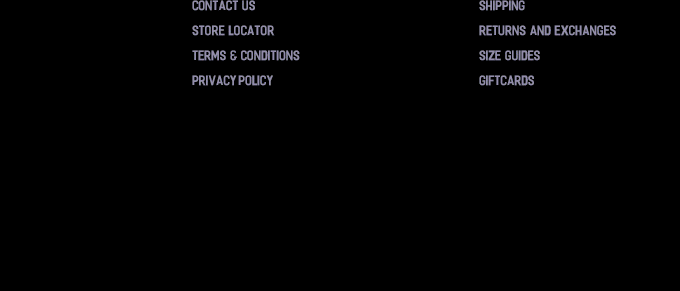 CONTACT US
STORE LOCATOR
TERMS & CONDITIONS
PRIVACY POLICY
SHIPPING
RETURNS AND EXCHANGES
SIZE GUIDES
GIFTCARDS